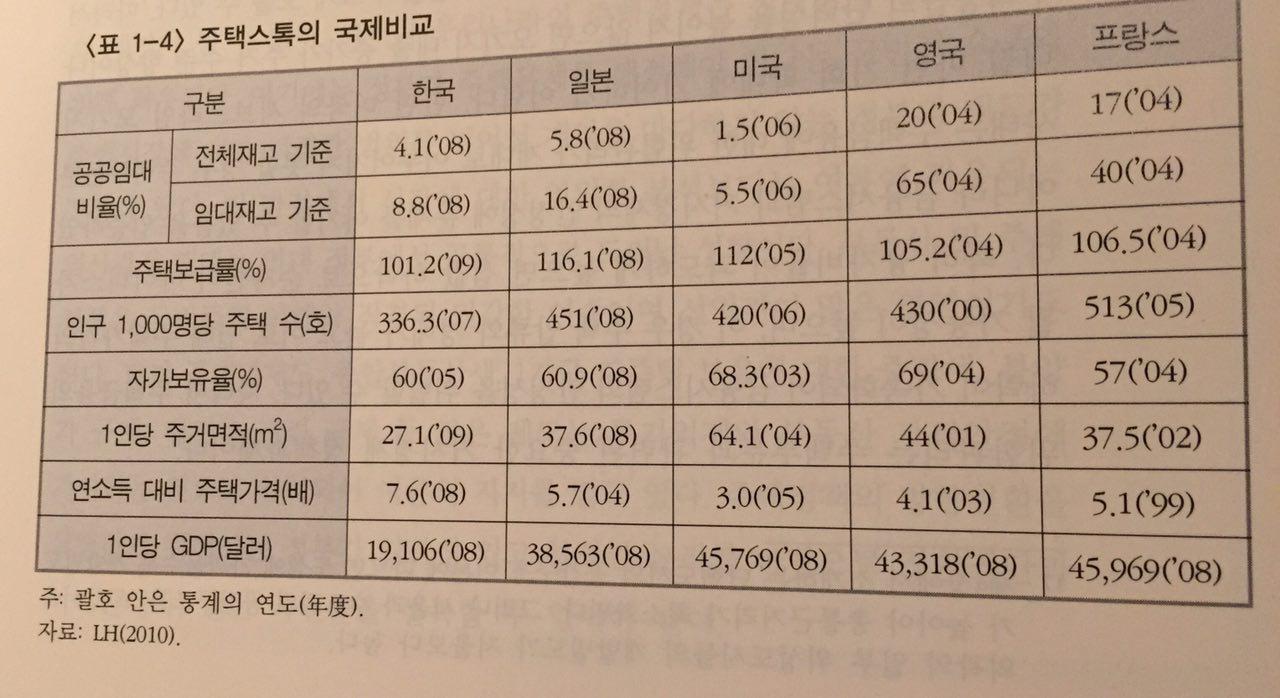 〈표 1-4〉 주택스톡의 국제비교
구분 한국 일본 미국 영국 프랑스
공공임대 비율(%) 전체재고 기준 4.1('08) 5.8('08) 1.5('06) 20('04) 17('04)
임대재고 기준 8.8('08) 16.4('08) 5.5('06) 65('04) 40('04)
주택보급률(%) 101.2('09) 116.1('08) 112('05) 105.2('04) 106.5('04)
인구 1,000명당 주택 수(호) 336.3('07) 451('08) 420('06) 430('00) 513('05)
자가보유율(%) 60('05) 60.9('08) 68.3('03) 69('04) 57('04)
1인당 주거면적(m²) 27.1('09) 37.6('08) 64.1('04) 44('01) 37.5('02)
연소득 대비 주택가격(배) 7.6('08) 5.7('04) 3.0('05) 4.1('03) 5.1('99)
1인당 GDP(달러) 19,106('08) 38,563('08) 45,769('08) 43,318('08) 45,969('08)
주: 괄호 안은 통계의 연도(年度).
자료: LH(2010).